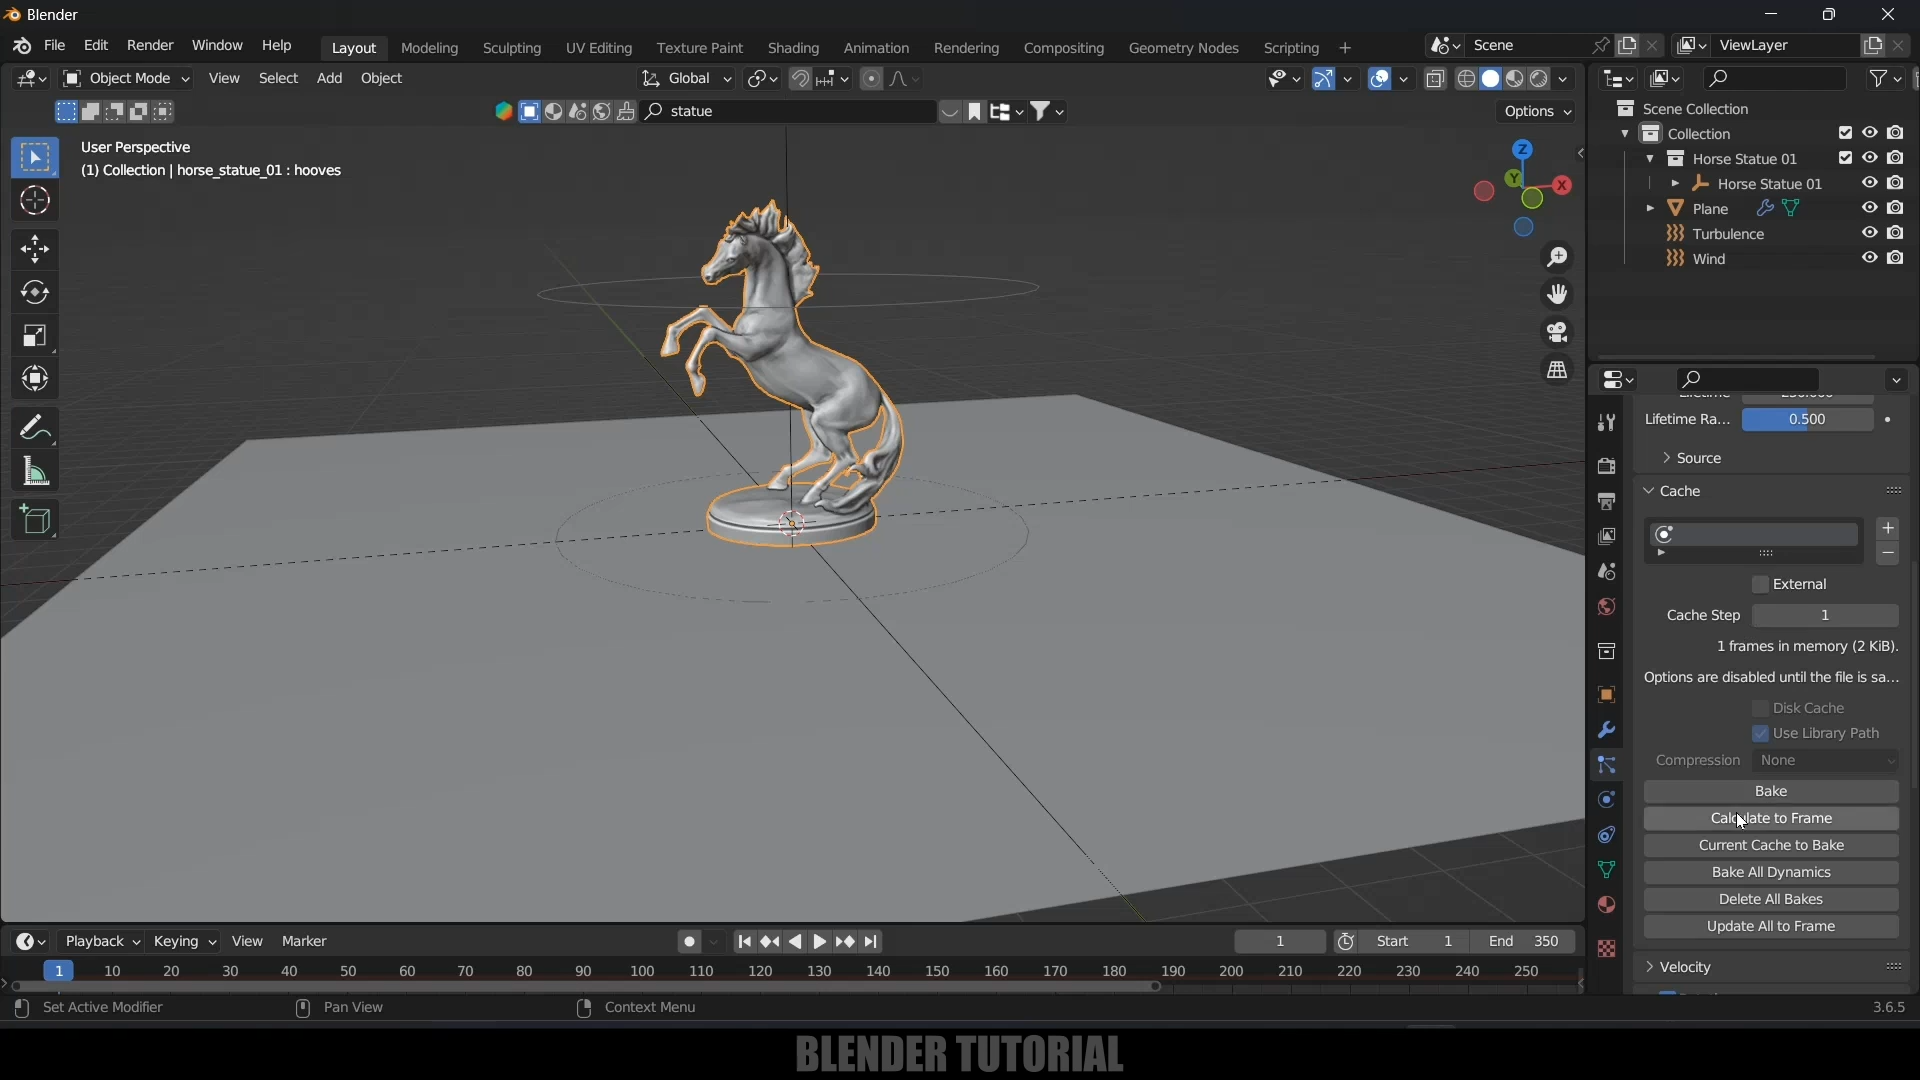 Blender
File Edit Render Window Help Layout Modeling Sculpting UV Editing Texture Paint Shading Animation Rendering Compositing Geometry Nodes Scripting + Scene ViewLayer
Object Mode View Select Add Object Global
statue Options
User Perspective
(1) Collection | horse_statue_01 : hooves
Z
Y
X
Scene Collection
Collection
Horse Statue 01
Horse Statue 01
Plane
Turbulence
Wind
Lifetime Ra... 0.500
Source
Cache
External
Cache Step 1
1 frames in memory (2 KiB).
Options are disabled until the file is sa...
Disk Cache
Use Library Path
Compression None
Bake
Calculate to Frame
Current Cache to Bake
Bake All Dynamics
Delete All Bakes
Update All to Frame
Velocity
Playback Keying View Marker 1 Start 1 End 350
1 10 20 30 40 50 60 70 80 90 100 110 120 130 140 150 160 170 180 190 200 210 220 230 240 250
Set Active Modifier Pan View Context Menu 3.6.5
BLENDER TUTORIAL